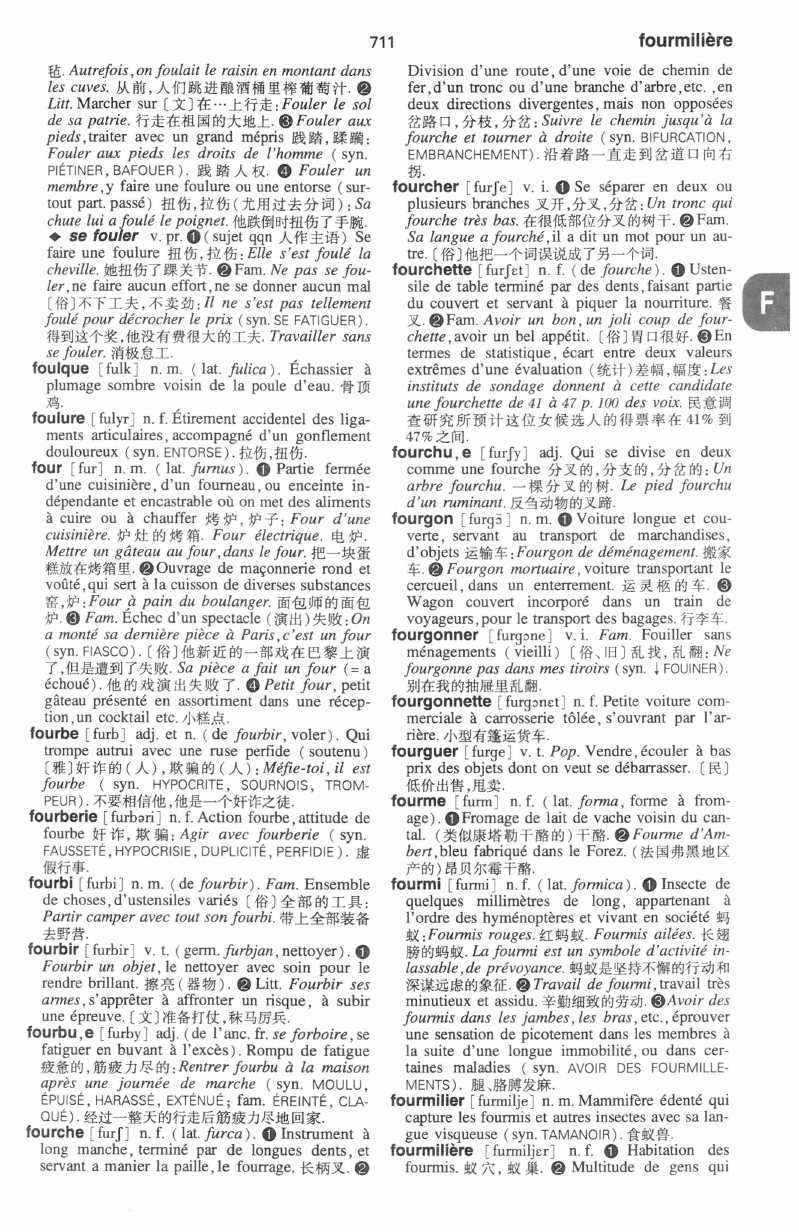 711
fourmilière
毡. Autrefois, on foulait le raisin en montant dans
les cuves. 从前,人们跳进酿酒桶里榨葡萄汁. ❷
Litt. Marcher sur〔文〕在…上行走: Fouler le sol
de sa patrie. 行走在祖国的大地上. ❸ Fouler aux
pieds, traiter avec un grand mépris 践踏,蹂躏:
Fouler aux pieds les droits de l'homme ( syn.
PIÉTINER, BAFOUER ). 践踏人权. ❹ Fouler un
membre, y faire une foulure ou une entorse ( sur-
tout part. passé) 扭伤,拉伤(尤用过去分词): Sa
chute lui a foulé le poignet. 他跌倒时扭伤了手腕.
◆ se fouler v. pr. ❶ ( sujet qqn 人作主语) Se
faire une foulure 扭伤,拉伤: Elle s'est foulé la
cheville. 她扭伤了踝关节. ❷ Fam. Ne pas se fou-
ler, ne faire aucun effort, ne se donner aucun mal
〔俗〕不下工夫,不卖劲: Il ne s'est pas tellement
foulé pour décrocher le prix ( syn. SE FATIGUER ).
得到这个奖,他没有费很大的工夫. Travailler sans
se fouler. 消极怠工.
foulque [fulk] n. m. ( lat. fulica). Échassier à
plumage sombre voisin de la poule d'eau. 骨顶
鸡.
foulure [fulyr] n. f. Étirement accidentel des liga-
ments articulaires, accompagné d'un gonflement
douloureux ( syn. ENTORSE ). 拉伤,扭伤.
four [fur] n. m. ( lat. furnus). ❶ Partie fermée
d'une cuisinière, d'un fourneau, ou enceinte in-
dépendante et encastrable où on met des aliments
à cuire ou à chauffer 烤炉,炉子: Four d'une
cuisinière. 炉灶的烤箱. Four électrique. 电炉.
Mettre un gâteau au four, dans le four. 把一块蛋
糕放在烤箱里. ❷ Ouvrage de maçonnerie rond et
voûté, qui sert à la cuisson de diverses substances
窑,炉: Four à pain du boulanger. 面包师的面包
炉. ❸ Fam. Échec d'un spectacle (演出)失败: On
a monté sa dernière pièce à Paris, c'est un four
(syn. FIASCO ).〔俗〕他新近的一部戏在巴黎上演
了,但是遭到了失败. Sa pièce a fait un four ( = a
échoué). 他的戏演出失败了. ❹ Petit four, petit
gâteau présenté en assortiment dans une récep-
tion, un cocktail etc. 小糕点.
fourbe [furb] adj. et n. ( de fourbir, voler). Qui
trompe autrui avec une ruse perfide ( soutenu )
〔雅〕奸诈的(人),欺骗的(人): Méfie-toi, il est
fourbe ( syn. HYPOCRITE, SOURNOIS, TROM-
PEUR ). 不要相信他,他是一个奸诈之徒.
fourberie [furbəri] n. f. Action fourbe, attitude de
fourbe 奸诈,欺骗: Agir avec fourberie ( syn.
FAUSSETÉ, HYPOCRISIE, DUPLICITÉ, PERFIDIE ). 虚
假行事.
fourbi [furbi] n. m. ( de fourbir). Fam. Ensemble
de choses, d'ustensiles variés〔俗〕全部的工具:
Partir camper avec tout son fourbi. 带上全部装备
去野营.
fourbir [furbir] v. t. ( germ. furbjan, nettoyer). ❶
Fourbir un objet, le nettoyer avec soin pour le
rendre brillant. 擦亮(器物). ❷ Litt. Fourbir ses
armes, s'apprêter à affronter un risque, à subir
une épreuve.〔文〕准备打仗,秣马厉兵.
fourbu, e [furby] adj. (de l'anc. fr. se forboire, se
fatiguer en buvant à l'excès). Rompu de fatigue
疲惫的,筋疲力尽的: Rentrer fourbu à la maison
après une journée de marche ( syn. MOULU,
ÉPUISÉ, HARASSÉ, EXTÉNUÉ; fam. ÉREINTÉ, CLA-
QUÉ ). 经过一整天的行走后筋疲力尽地回家.
fourche [furʃ] n. f. ( lat. furca). ❶ Instrument à
long manche, terminé par de longues dents, et
servant a manier la paille, le fourrage. 长柄叉. ❷
Division d'une route, d'une voie de chemin de
fer, d'un tronc ou d'une branche d'arbre, etc. , en
deux directions divergentes, mais non opposées
岔路口,分枝,分岔: Suivre le chemin jusqu'à la
fourche et tourner à droite ( syn. BIFURCATION,
EMBRANCHEMENT ). 沿着路一直走到岔道口向右
拐.
fourcher [furʃe] v. i. ❶ Se séparer en deux ou
plusieurs branches 叉开,分叉,分岔: Un tronc qui
fourche très bas. 在很低部位分叉的树干. ❷ Fam.
Sa langue a fourché, il a dit un mot pour un au-
tre.〔俗〕他把一个词误说成了另一个词.
fourchette [furʃɛt] n. f. ( de fourche). ❶ Usten-
sile de table terminé par des dents, faisant partie
du couvert et servant à piquer la nourriture. 餐
叉. ❷ Fam. Avoir un bon, un joli coup de four-
chette, avoir un bel appétit.〔俗〕胃口很好. ❸ En
termes de statistique, écart entre deux valeurs
extrêmes d'une évaluation (统计)差幅,幅度: Les
instituts de sondage donnent à cette candidate
une fourchette de 41 à 47 p. 100 des voix. 民意调
查研究所预计这位女候选人的得票率在 41% 到
47% 之间.
fourchu, e [furʃy] adj. Qui se divise en deux
comme une fourche 分叉的,分支的,分岔的: Un
arbre fourchu. 一棵分叉的树. Le pied fourchu
d'un ruminant. 反刍动物的叉蹄.
fourgon [furgɔ̃] n. m. ❶ Voiture longue et cou-
verte, servant au transport de marchandises,
d'objets 运输车: Fourgon de déménagement. 搬家
车. ❷ Fourgon mortuaire, voiture transportant le
cercueil, dans un enterrement. 运灵柩的车. ❸
Wagon couvert incorporé dans un train de
voyageurs, pour le transport des bagages. 行李车.
fourgonner [furgɔne] v. i. Fam. Fouiller sans
ménagements ( vieilli )〔俗、旧〕乱找,乱翻: Ne
fourgonne pas dans mes tiroirs (syn. ↓ FOUINER ).
别在我的抽屉里乱翻.
fourgonnette [furgɔnɛt] n. f. Petite voiture com-
merciale à carrosserie tôlée, s'ouvrant par l'ar-
rière. 小型有篷运货车.
fourguer [furge] v. t. Pop. Vendre, écouler à bas
prix des objets dont on veut se débarrasser.〔民〕
低价出售,甩卖.
fourme [furm] n. f. ( lat. forma, forme à from-
age). ❶ Fromage de lait de vache voisin du can-
tal. (类似康塔勒干酪的)干酪. ❷ Fourme d'Am-
bert, bleu fabriqué dans le Forez. (法国弗黑地区
产的)昂贝尔霉干酪.
fourmi [furmi] n. f. ( lat. formica). ❶ Insecte de
quelques millimètres de long, appartenant à
l'ordre des hyménoptères et vivant en société 蚂
蚁: Fourmis rouges. 红蚂蚁. Fourmis ailées. 长翅
膀的蚂蚁. La fourmi est un symbole d'activité in-
lassable, de prévoyance. 蚂蚁是坚持不懈的行动和
深谋远虑的象征. ❷ Travail de fourmi, travail très
minutieux et assidu. 辛勤细致的劳动. ❸ Avoir des
fourmis dans les jambes, les bras, etc., éprouver
une sensation de picotement dans les membres à
la suite d'une longue immobilité, ou dans cer-
taines maladies ( syn. AVOIR DES FOURMILLE-
MENTS ). 腿、胳膊发麻.
fourmilier [furmilje] n. m. Mammifère édenté qui
capture les fourmis et autres insectes avec sa lan-
gue visqueuse ( syn. TAMANOIR ). 食蚁兽.
fourmilière [furmiljɛr] n. f. ❶ Habitation des
fourmis. 蚁穴,蚁巢. ❷ Multitude de gens qui
F